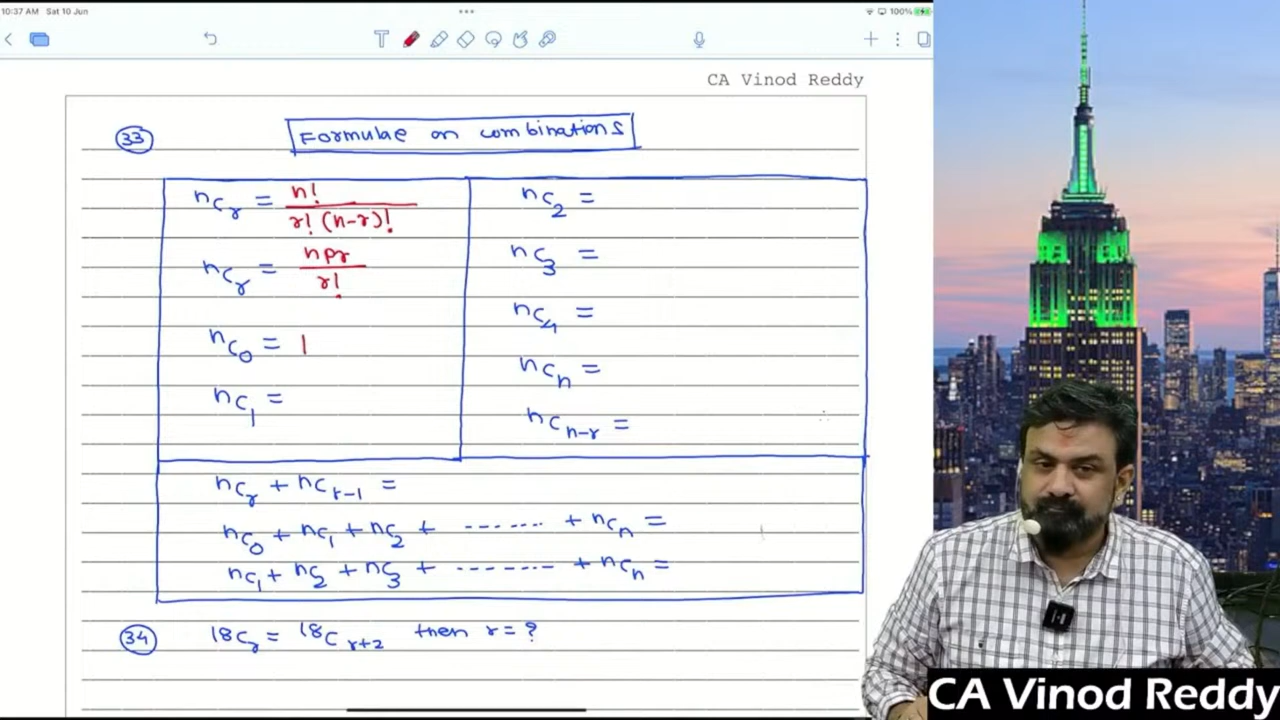 10:37 AM Sat 10 Jun
100%
T
CA Vinod Reddy
33 Formulae on combinations
nCr = n! / r! (n-r)!
nCr = nPr / r!
nC0 = 1
nC1 =
nC2 =
nC3 =
nC4 =
nCn =
nCn-r =
nCr + nCr-1 =
nC0 + nC1 + nC2 + ------- + nCn =
nC1 + nC2 + nC3 + ------- + nCn =
34 18Cr = 18Cr+2 then r = ?
CA Vinod Reddy